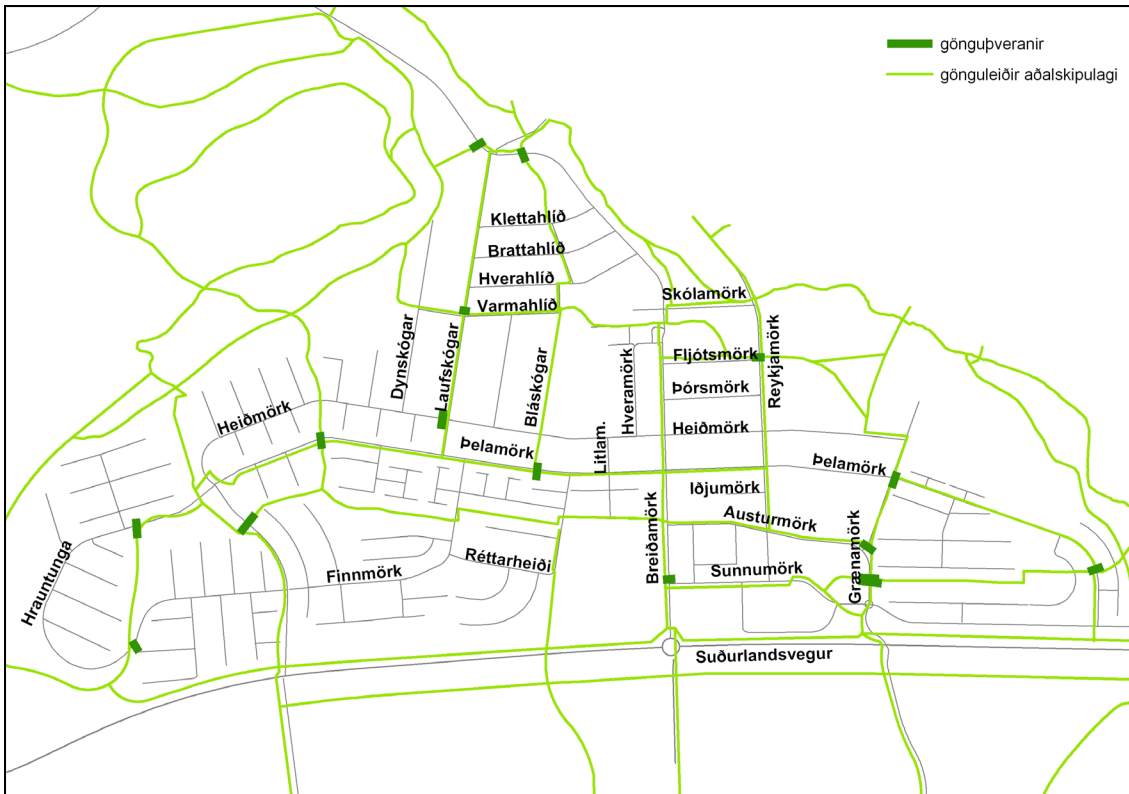 gönguþveranir
gönguleiðir aðalskipulagi
Klettahlíð
Brattahlíð
Hverahlíð
Varmahlíð
Skólamörk
Fljótsmörk
Þórsmörk
Heiðmörk
Þelamörk
Iðjumörk
Austurmörk
Sunnumörk
Reykjamörk
Dynskógar
Laufskógar
Bláskógar
Hveramörk
Litlam.
Heiðmörk
Þelamörk
Breiðamörk
Grænamörk
Réttarheiði
Finnmörk
Hrauntunga
Suðurlandsvegur